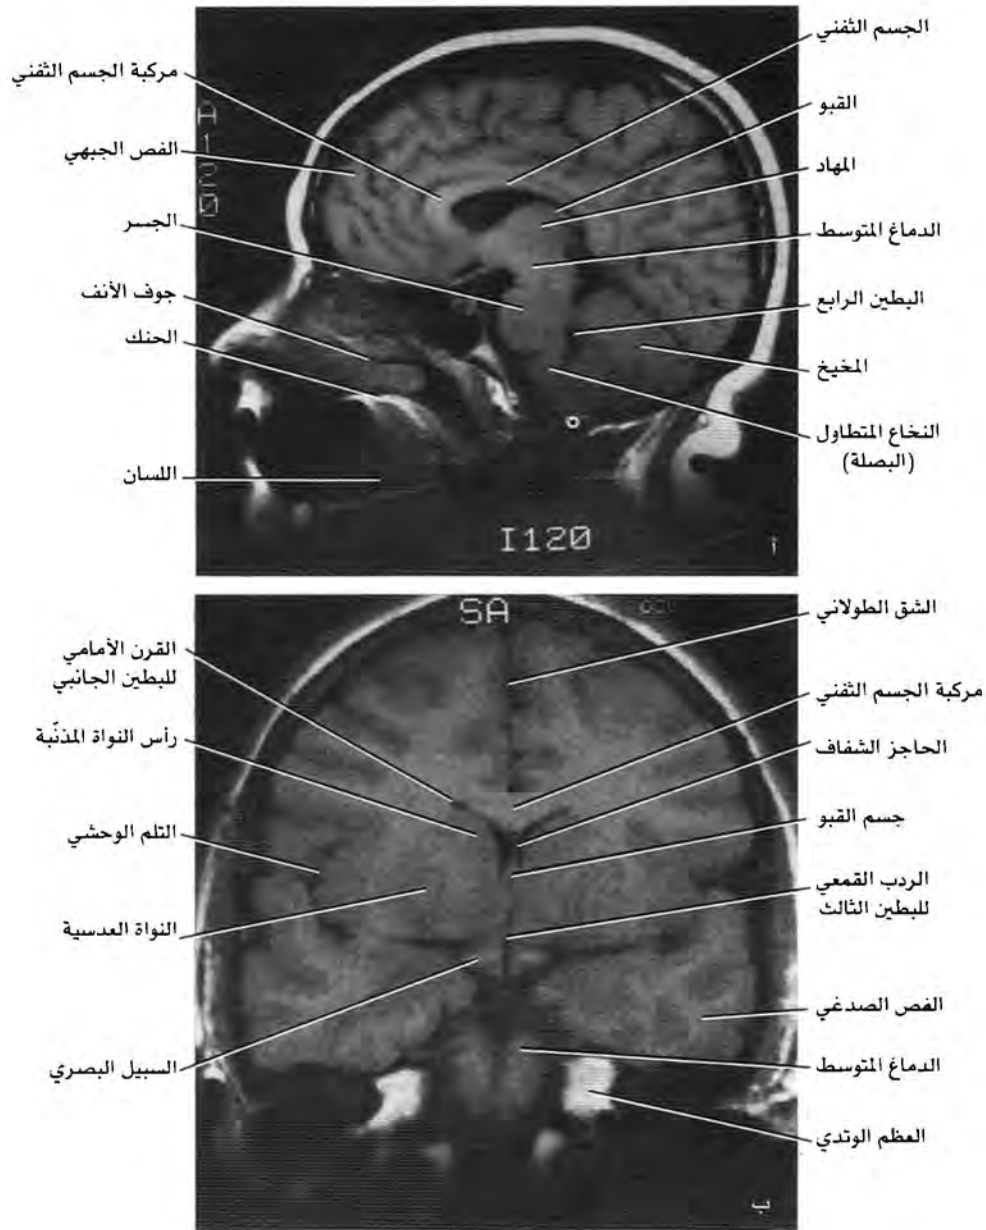 الجسم الثفني
مركبة الجسم الثفني
القبو
الفص الجبهي
المهاد
الجسر
الدماغ المتوسط
جوف الأنف
البطين الرابع
الحنك
المخيخ
النخاع المتطاول
(البصلة)
اللسان
A120
I120
أ
SA
الشق الطولاني
القرن الأمامي
للبطين الجانبي
مركبة الجسم الثفني
رأس النواة المذنّبة
الحاجز الشفاف
جسم القبو
التلم الوحشي
الردب القمعي
للبطين الثالث
النواة العدسية
الفص الصدغي
السبيل البصري
الدماغ المتوسط
العظم الوتدي
ب